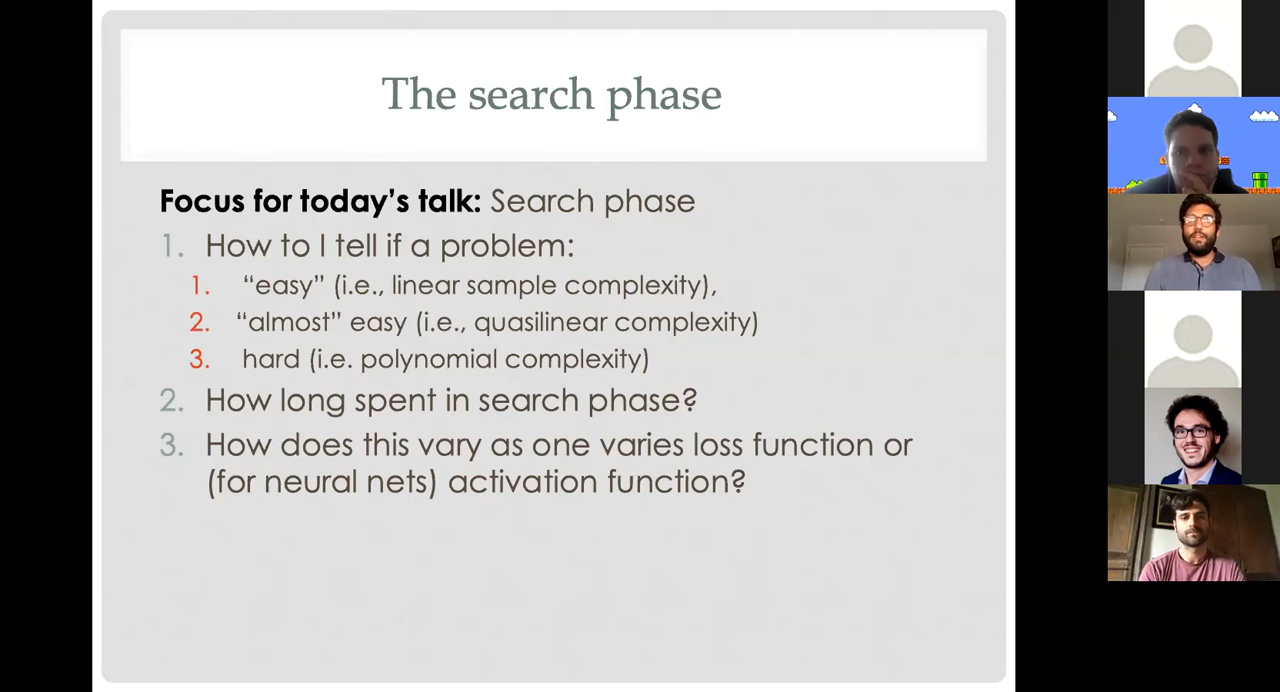 The search phase
Focus for today's talk: Search phase
1. How to I tell if a problem:
1. “easy” (i.e., linear sample complexity),
2. “almost” easy (i.e., quasilinear complexity)
3. hard (i.e. polynomial complexity)
2. How long spent in search phase?
3. How does this vary as one varies loss function or
(for neural nets) activation function?